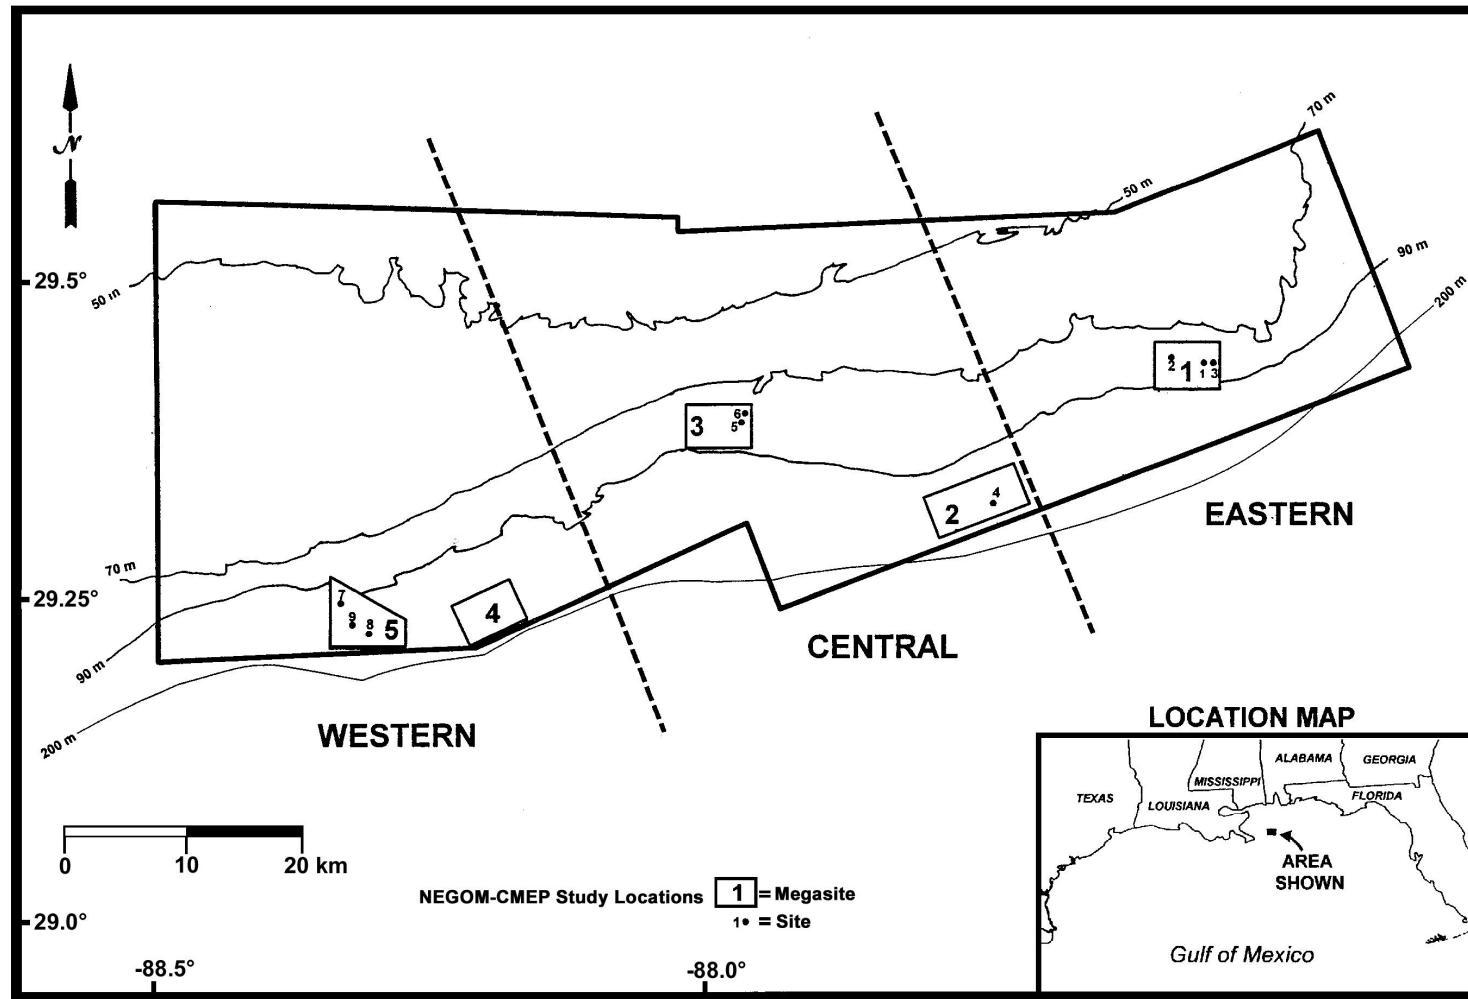 70 m
N
50 m
90 m
29.5°
50 m
200 m
2
1
1
3
3
6
5
4
2
EASTERN
70 m
29.25°
7
9
8
5
4
CENTRAL
90 m
WESTERN
200 m
LOCATION MAP
ALABAMA
GEORGIA
MISSISSIPPI
TEXAS
LOUISIANA
FLORIDA
0
10
20 km
AREA
SHOWN
NEGOM-CMEP Study Locations
1
= Megasite
1
= Site
29.0°
Gulf of Mexico
-88.5°
-88.0°